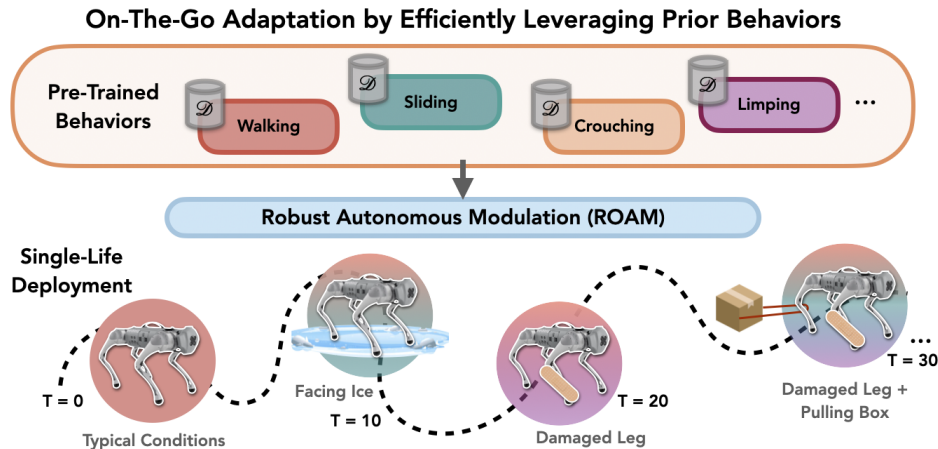 On-The-Go Adaptation by Efficiently Leveraging Prior Behaviors
Pre-Trained
Behaviors
𝒟
Walking
𝒟
Sliding
𝒟
Crouching
𝒟
Limping
...
Robust Autonomous Modulation (ROAM)
Single-Life
Deployment
T = 0
Typical Conditions
Facing Ice
T = 10
T = 20
Damaged Leg
...
T = 30
Damaged Leg +
Pulling Box